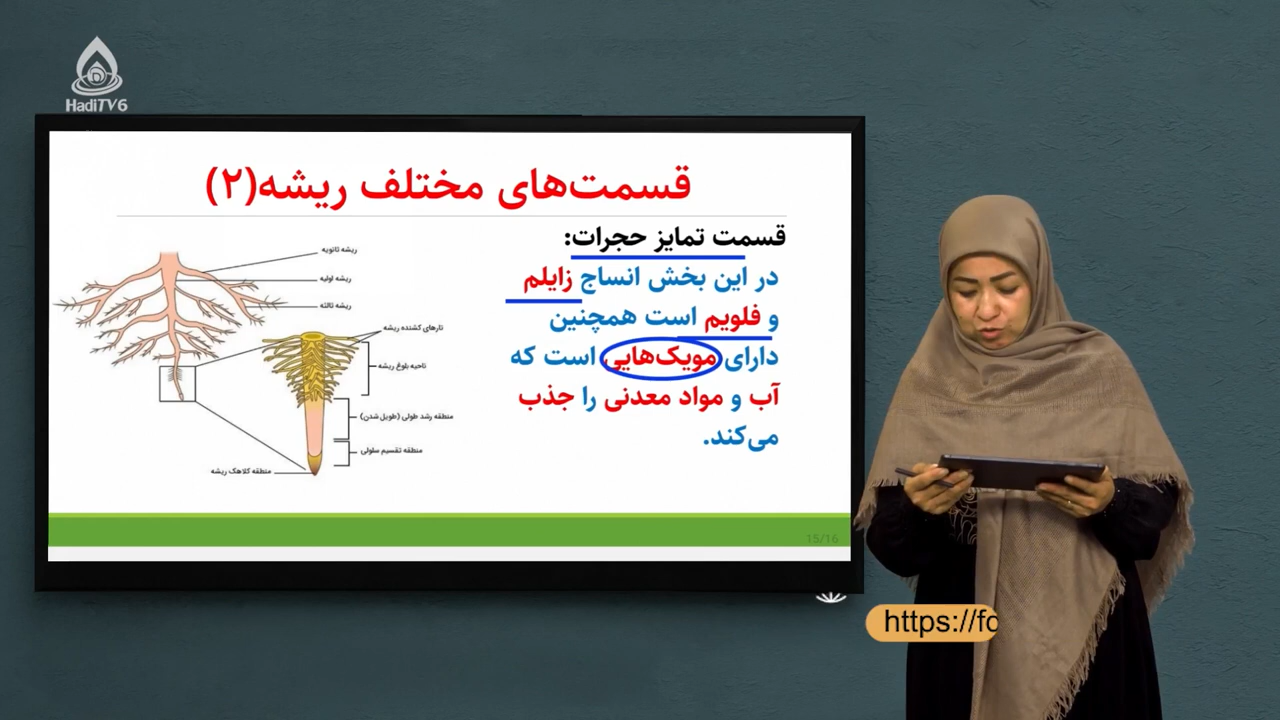 HadiTV6
قسمت‌های مختلف ریشه(۲)
قسمت تمایز حجرات:
در این بخش انساج زایلم
و فلویم است همچنین
دارای مویک‌هایی است که
آب و مواد معدنی را جذب
می‌کند.
ریشه ثانویه
ریشه اولیه
ریشه ثالثه
تارهای کشنده ریشه
ناحیه بلوغ ریشه
منطقه رشد طولی (طویل شدن)
منطقه تقسیم سلولی
منطقه کلاهک ریشه
15/16
https://fo